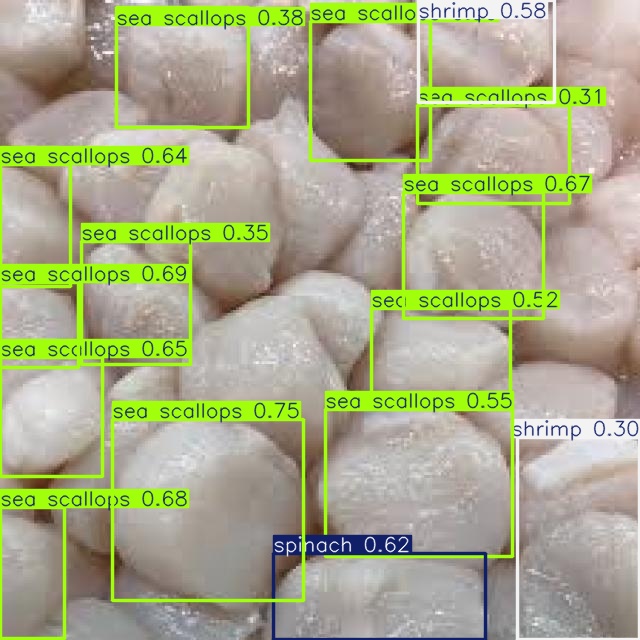 sea scallops 0.38
sea scallo
shrimp 0.58
0.31
sea scallops 0.64
sea scallops 0.67
sea scallops 0.35
sea scallops 0.69
sea scallops 0.52
sea scallops 0.65
sea scallops 0.75
sea scallops 0.55
shrimp 0.30
sea scallops 0.68
spinach 0.62